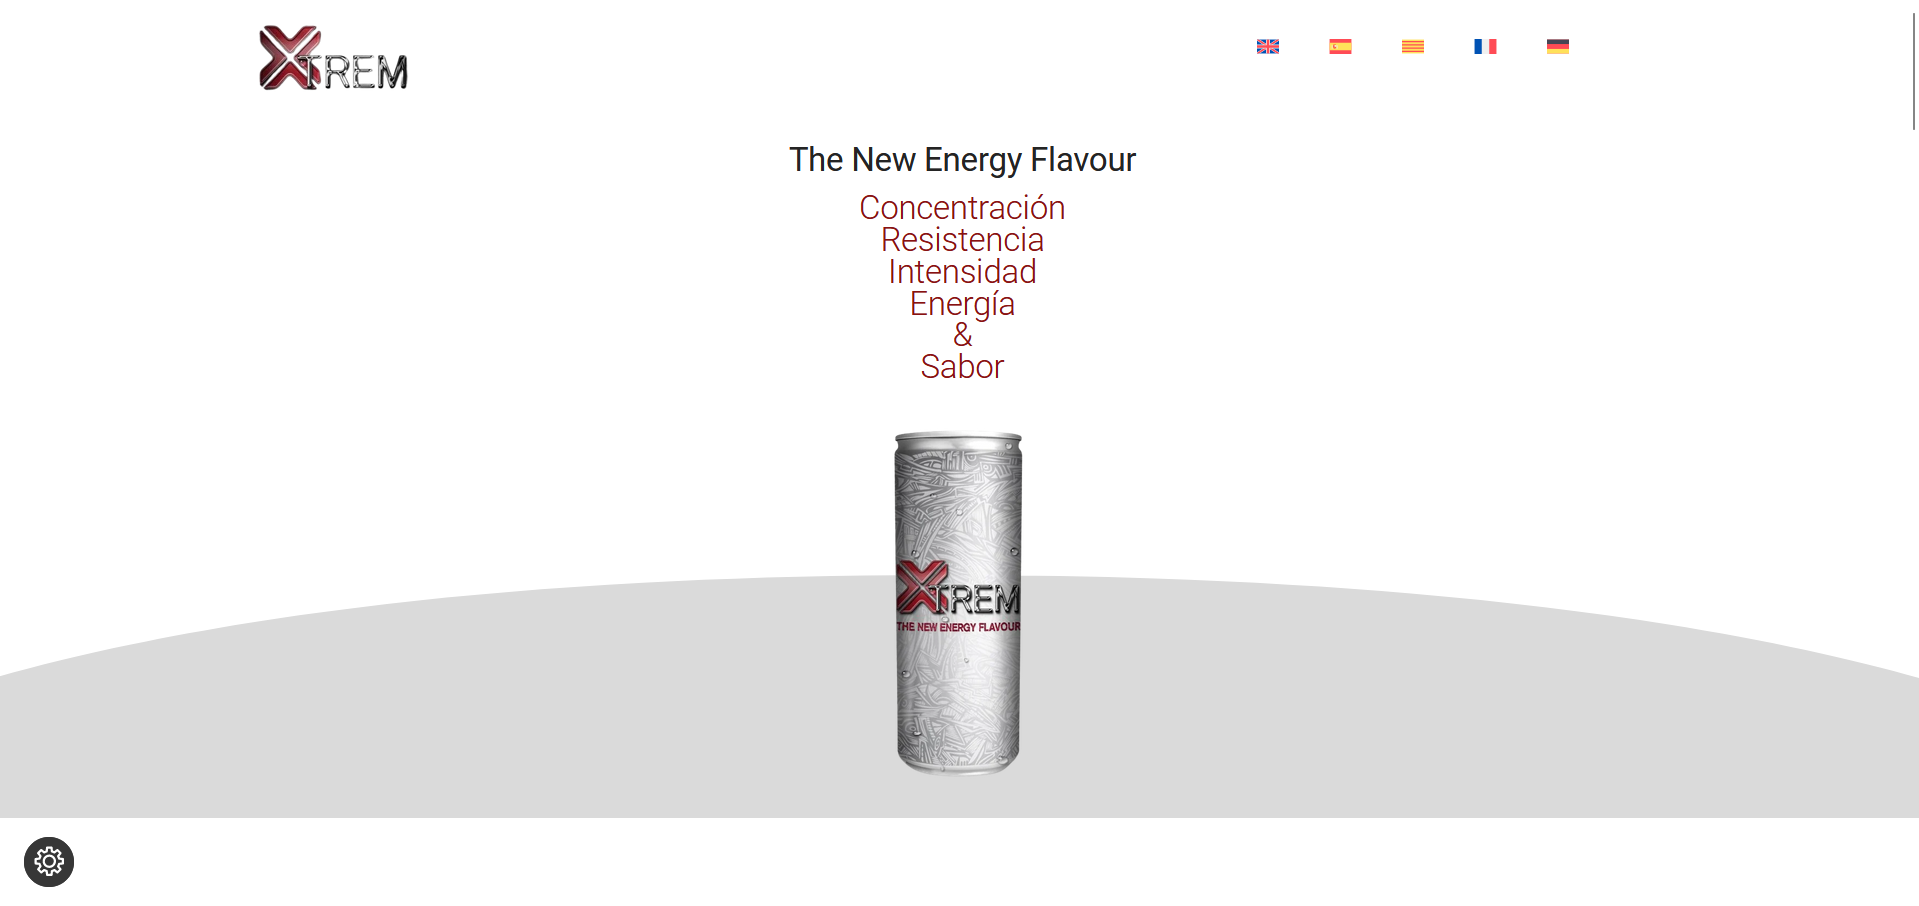 XTREM
The New Energy Flavour
Concentración
Resistencia
Intensidad
Energía
&
Sabor
XTREM
THE NEW ENERGY FLAVOUR